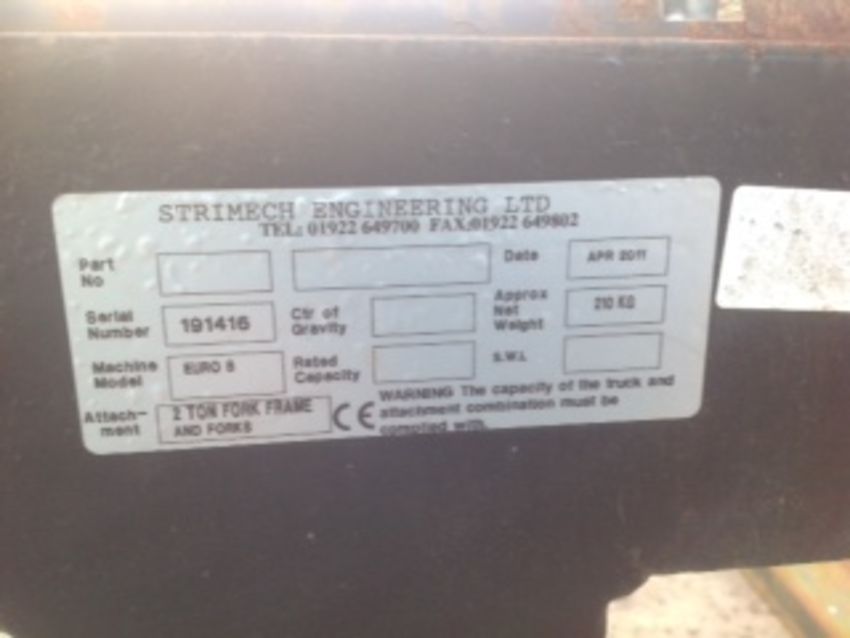 STRIMECH ENGINEERING LTD
TEL: 01922 649700 FAX:01922 649802
Part No
Date APR 2011
Serial Number 191416
Ctr of Gravity
Approx Net Weight 210 KG
Machine Model EURO 8
Rated Capacity
S.W.L
Attach-ment 2 TON FORK FRAME AND FORKS
CE
WARNING The capacity of the truck and
attachment combination must be
complied with.